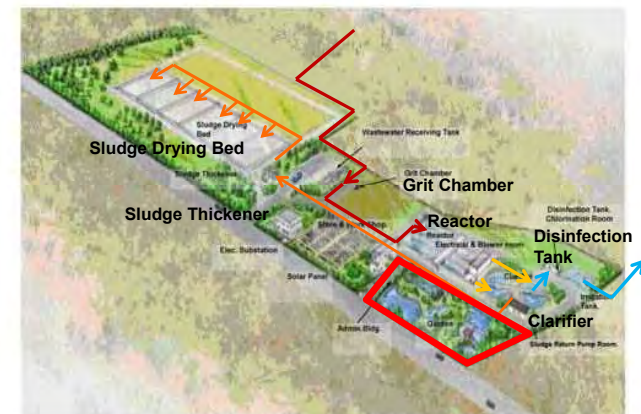 Sludge Drying
Bed
Sludge Drying Bed
Wastewater Receiving Tank
Sludge Thickener
Grit Chamber
Grit Chamber
Sludge Thickener
Reactor
Reactor
Disinfection Tank.
Chlorination Room
Disinfection
Tank
Elec. Substation
Electrical & Blower room
Solar Panel
Irrigation
Tank.
Clarifier
Admin. Bldg.
Garden
Sludge Return Pump Room.